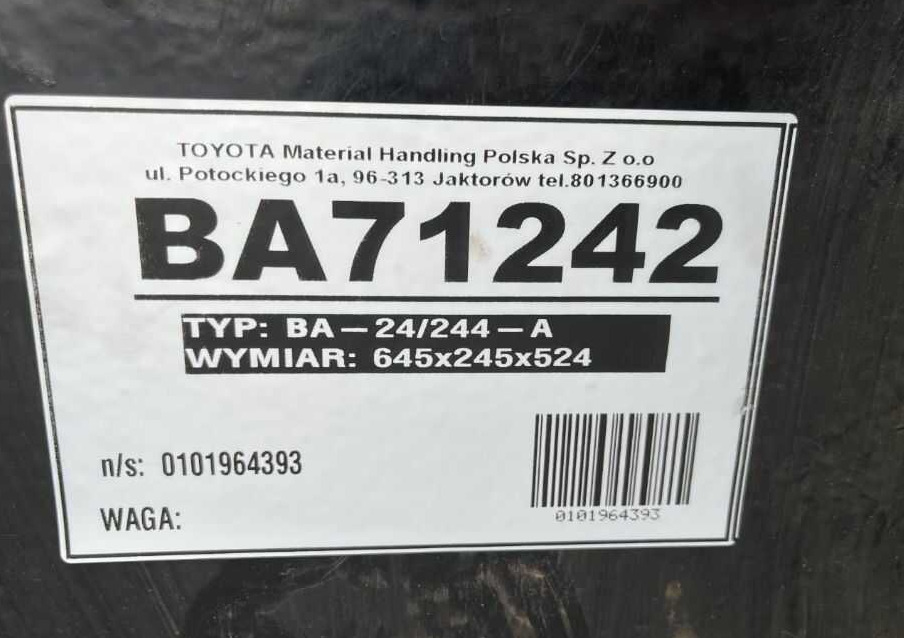 TOYOTA Material Handling Polska Sp. Z o.o
ul. Potockiego 1a, 96-313 Jaktorów tel.801366900
BA71242
TYP: BA – 24/244 – A
WYMIAR: 645x245x524
n/s: 0101964393
0101964393
WAGA: